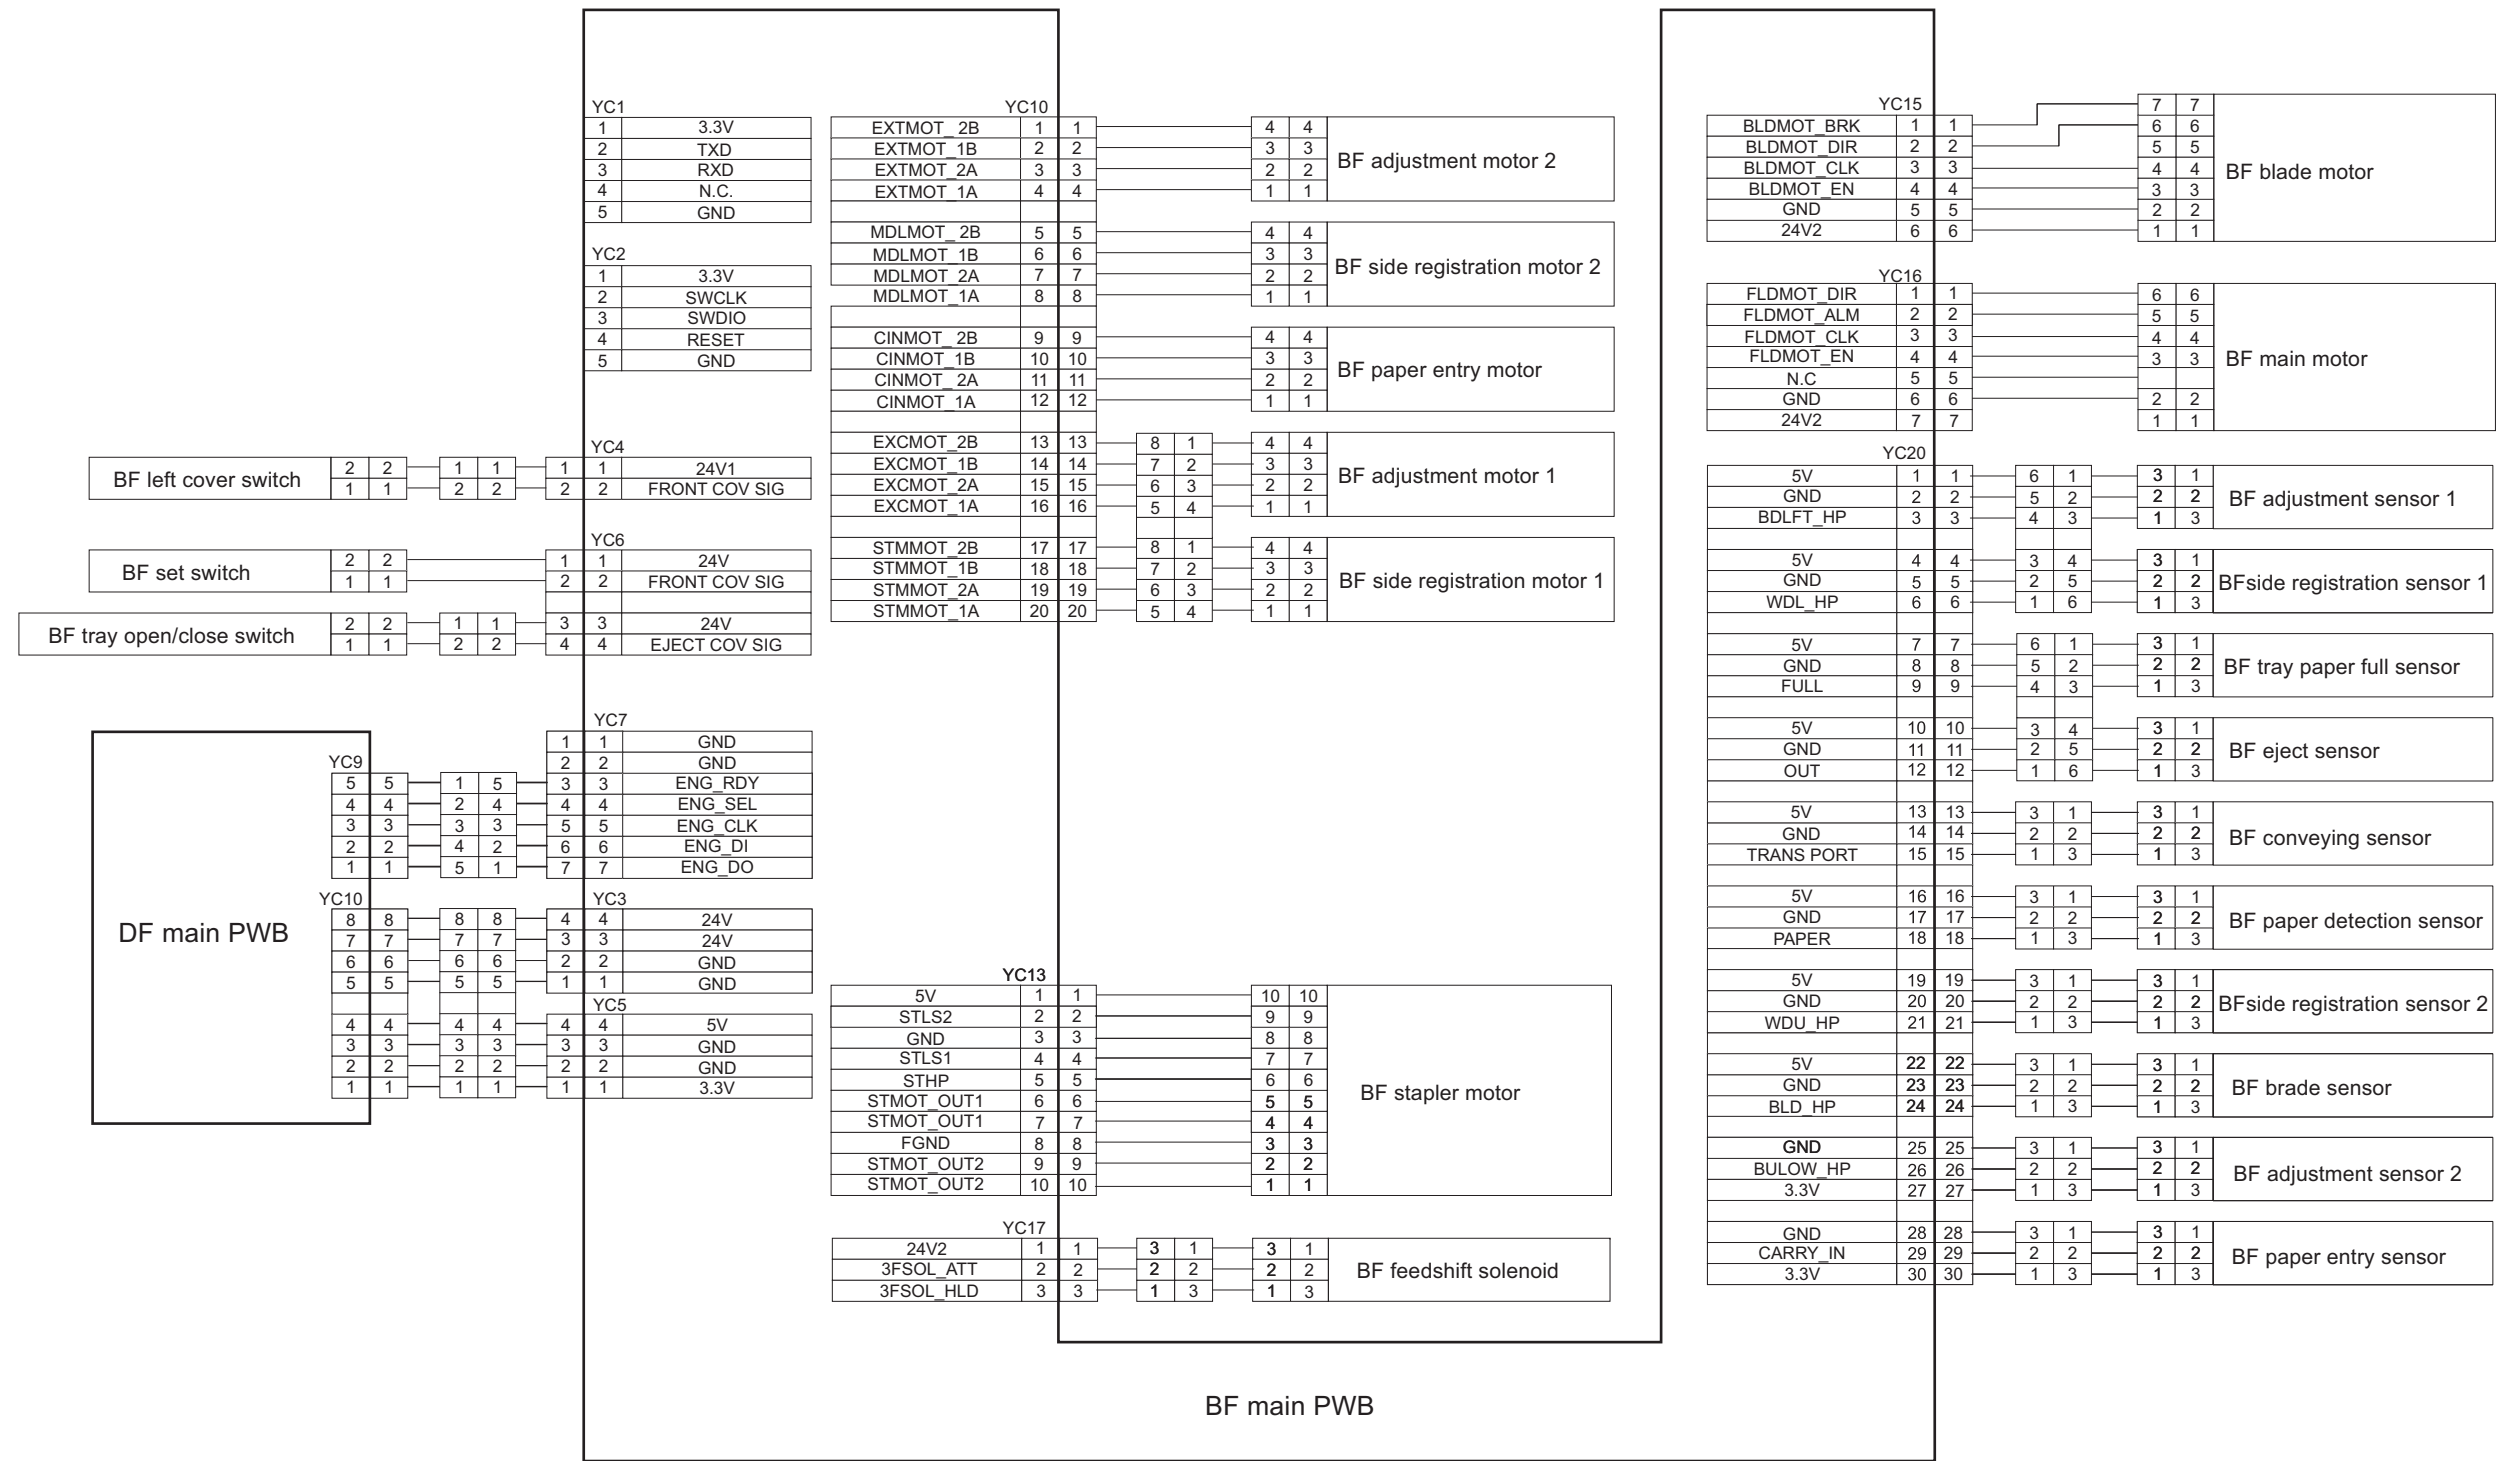 YC1
1 3.3V
2 TXD
3 RXD
4 N.C.
5 GND
YC2
1 3.3V
2 SWCLK
3 SWDIO
4 RESET
5 GND
YC4
BF left cover switch 2 2 1 1 1 1 24V1
1 1 2 2 2 2 FRONT COV SIG
YC6
BF set switch 2 2 1 1 24V
1 1 2 2 FRONT COV SIG
BF tray open/close switch 2 2 1 1 3 3 24V
1 1 2 2 4 4 EJECT COV SIG
DF main PWB
YC7
1 1 GND
2 2 GND
YC9
5 5 1 5 3 3 ENG_RDY
4 4 2 4 4 4 ENG_SEL
3 3 3 3 5 5 ENG_CLK
2 2 4 2 6 6 ENG_DI
1 1 5 1 7 7 ENG_DO
YC10 YC3
8 8 8 8 4 4 24V
7 7 7 7 3 3 24V
6 6 6 6 2 2 GND
5 5 5 5 1 1 GND
YC5
4 4 4 4 4 4 5V
3 3 3 3 3 3 GND
2 2 2 2 2 2 GND
1 1 1 1 1 1 3.3V
YC10
EXTMOT_ 2B 1 1 4 4
EXTMOT_1B 2 2 3 3
EXTMOT_2A 3 3 2 2
EXTMOT_1A 4 4 1 1
BF adjustment motor 2
MDLMOT_ 2B 5 5 4 4
MDLMOT_1B 6 6 3 3
MDLMOT_2A 7 7 2 2
MDLMOT_1A 8 8 1 1
BF side registration motor 2
CINMOT_ 2B 9 9 4 4
CINMOT_1B 10 10 3 3
CINMOT_ 2A 11 11 2 2
CINMOT_1A 12 12 1 1
BF paper entry motor
EXCMOT_2B 13 13 8 1 4 4
EXCMOT_1B 14 14 7 2 3 3
EXCMOT_2A 15 15 6 3 2 2
EXCMOT_1A 16 16 5 4 1 1
BF adjustment motor 1
STMMOT_2B 17 17 8 1 4 4
STMMOT_1B 18 18 7 2 3 3
STMMOT_2A 19 19 6 3 2 2
STMMOT_1A 20 20 5 4 1 1
BF side registration motor 1
YC13
5V 1 1 10 10
STLS2 2 2 9 9
GND 3 3 8 8
STLS1 4 4 7 7
STHP 5 5 6 6
STMOT_OUT1 6 6 5 5
STMOT_OUT1 7 7 4 4
FGND 8 8 3 3
STMOT_OUT2 9 9 2 2
STMOT_OUT2 10 10 1 1
BF stapler motor
YC17
24V2 1 1 3 1 3 1
3FSOL_ATT 2 2 2 2 2 2
3FSOL_HLD 3 3 1 3 1 3
BF feedshift solenoid
YC15
7 7
BLDMOT_BRK 1 1 6 6
BLDMOT_DIR 2 2 5 5
BLDMOT_CLK 3 3 4 4
BLDMOT_EN 4 4 3 3
GND 5 5 2 2
24V2 6 6 1 1
BF blade motor
YC16
FLDMOT_DIR 1 1 6 6
FLDMOT_ALM 2 2 5 5
FLDMOT_CLK 3 3 4 4
FLDMOT_EN 4 4 3 3
N.C 5 5
GND 6 6 2 2
24V2 7 7 1 1
BF main motor
YC20
5V 1 1 6 1 3 1
GND 2 2 5 2 2 2
BDLFT_HP 3 3 4 3 1 3
BF adjustment sensor 1
5V 4 4 3 4 3 1
GND 5 5 2 5 2 2
WDL_HP 6 6 1 6 1 3
BFside registration sensor 1
5V 7 7 6 1 3 1
GND 8 8 5 2 2 2
FULL 9 9 4 3 1 3
BF tray paper full sensor
5V 10 10 3 4 3 1
GND 11 11 2 5 2 2
OUT 12 12 1 6 1 3
BF eject sensor
5V 13 13 3 1 3 1
GND 14 14 2 2 2 2
TRANS PORT 15 15 1 3 1 3
BF conveying sensor
5V 16 16 3 1 3 1
GND 17 17 2 2 2 2
PAPER 18 18 1 3 1 3
BF paper detection sensor
5V 19 19 3 1 3 1
GND 20 20 2 2 2 2
WDU_HP 21 21 1 3 1 3
BFside registration sensor 2
5V 22 22 3 1 3 1
GND 23 23 2 2 2 2
BLD_HP 24 24 1 3 1 3
BF brade sensor
GND 25 25 3 1 3 1
BULOW_HP 26 26 2 2 2 2
3.3V 27 27 1 3 1 3
BF adjustment sensor 2
GND 28 28 3 1 3 1
CARRY_IN 29 29 2 2 2 2
3.3V 30 30 1 3 1 3
BF paper entry sensor
BF main PWB